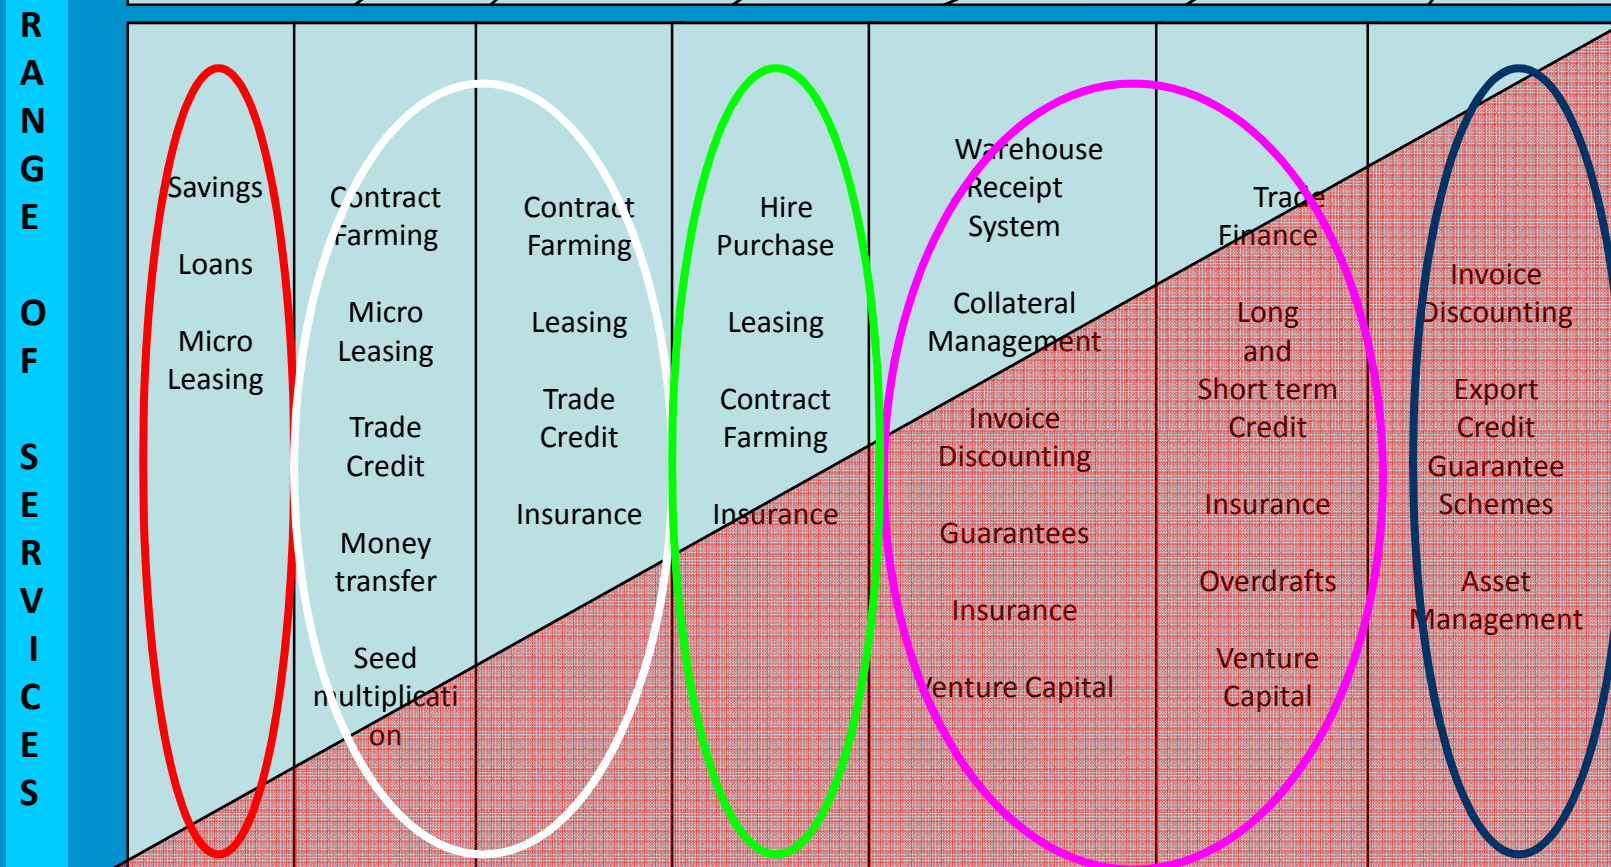 RANGE OF SERVICES
Savings
Loans
Micro
Leasing
Contract
Farming
Micro
Leasing
Trade
Credit
Money
transfer
Seed
multiplicati
on
Contract
Farming
Leasing
Trade
Credit
Insurance
Hire
Purchase
Leasing
Contract
Farming
Insurance
Warehouse
Receipt
System
Collateral
Management
Invoice
Discounting
Guarantees
Insurance
Venture Capital
Trade
Finance
Long
and
Short term
Credit
Insurance
Overdrafts
Venture
Capital
Invoice
Discounting
Export
Credit
Guarantee
Schemes
Asset
Management